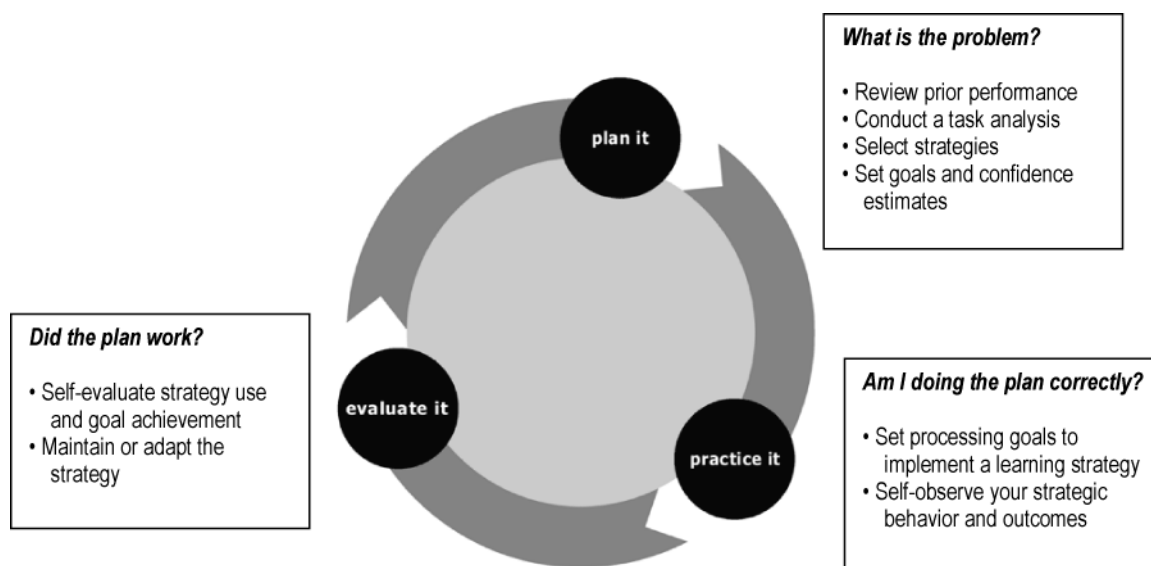 What is the problem?
• Review prior performance
• Conduct a task analysis
• Select strategies
• Set goals and confidence
estimates
plan it
Did the plan work?
• Self-evaluate strategy use
and goal achievement
• Maintain or adapt the
strategy
evaluate it
practice it
Am I doing the plan correctly?
• Set processing goals to
implement a learning strategy
• Self-observe your strategic
behavior and outcomes